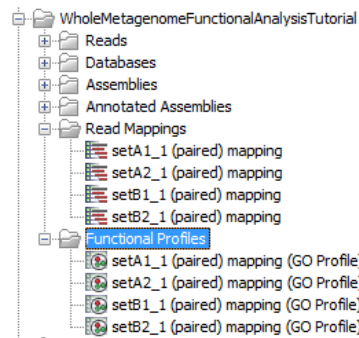 WholeMetagenomeFunctionalAnalysisTutorial
Reads
Databases
Assemblies
Annotated Assemblies
Read Mappings
setA1_1 (paired) mapping
setA2_1 (paired) mapping
setB1_1 (paired) mapping
setB2_1 (paired) mapping
Functional Profiles
setA1_1 (paired) mapping (GO Profile)
setA2_1 (paired) mapping (GO Profile)
setB1_1 (paired) mapping (GO Profile)
setB2_1 (paired) mapping (GO Profile)